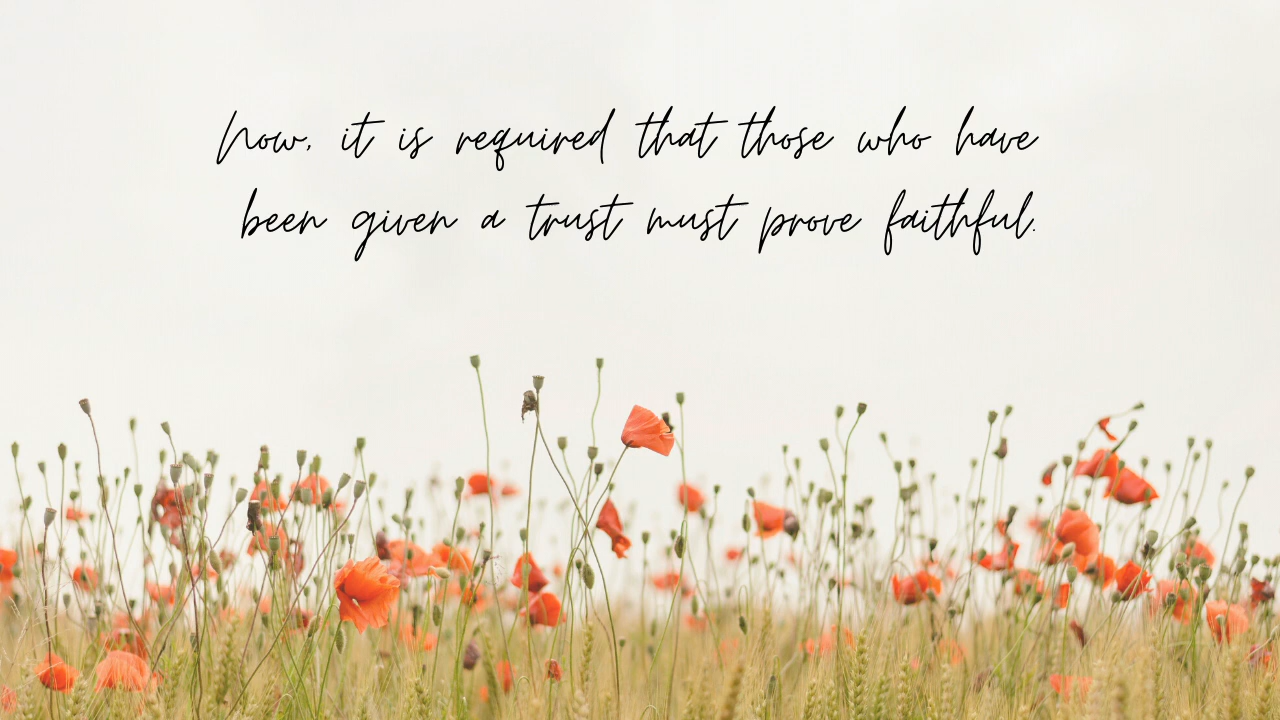 Now, it is required that those who have
been given a trust must prove faithful.